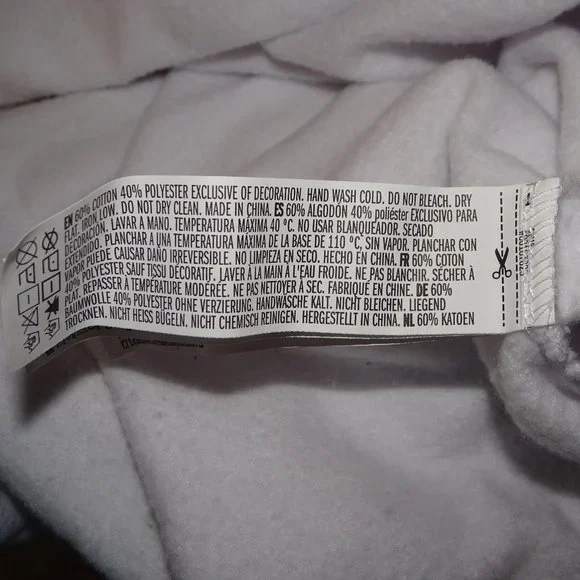 EN 60% COTTON 40% POLYESTER EXCLUSIVE OF DECORATION. HAND WASH COLD. DO NOT BLEACH. DRY
FLAT. IRON LOW. DO NOT DRY CLEAN. MADE IN CHINA. ES 60% ALGODÓN 40% poliéster EXCLUSIVO PARA
DECORACIÓN. LAVAR A MANO. TEMPERATURA MÁXIMA 40 ºC. NO USAR BLANQUEADOR. SECADO
EXTENDIDO. PLANCHAR A UNA TEMPERATURA MÁXIMA DE LA BASE DE 110 ºC, SIN VAPOR. PLANCHAR CON
VAPOR PUEDE CAUSAR DAÑO IRREVERSIBLE. NO LIMPIEZA EN SECO. HECHO EN CHINA. FR 60% COTON
40% POLYESTER SAUF TISSU DÉCORATIF. LAVER À LA MAIN À L'EAU FROIDE. NE PAS BLANCHIR. SÉCHER À
PLAT. REPASSER À TEMPÉRATURE MODÉRÉE. NE PAS NETTOYER À SEC. FABRIQUÉ EN CHINE. DE 60%
BAUMWOLLE 40% POLYESTER OHNE VERZIERUNG. HANDWÄSCHE KALT. NICHT BLEICHEN. LIEGEND
TROCKNEN. NICHT HEISS BÜGELN. NICHT CHEMISCH REINIGEN. HERGESTELLT IN CHINA. NL 60% KATOEN